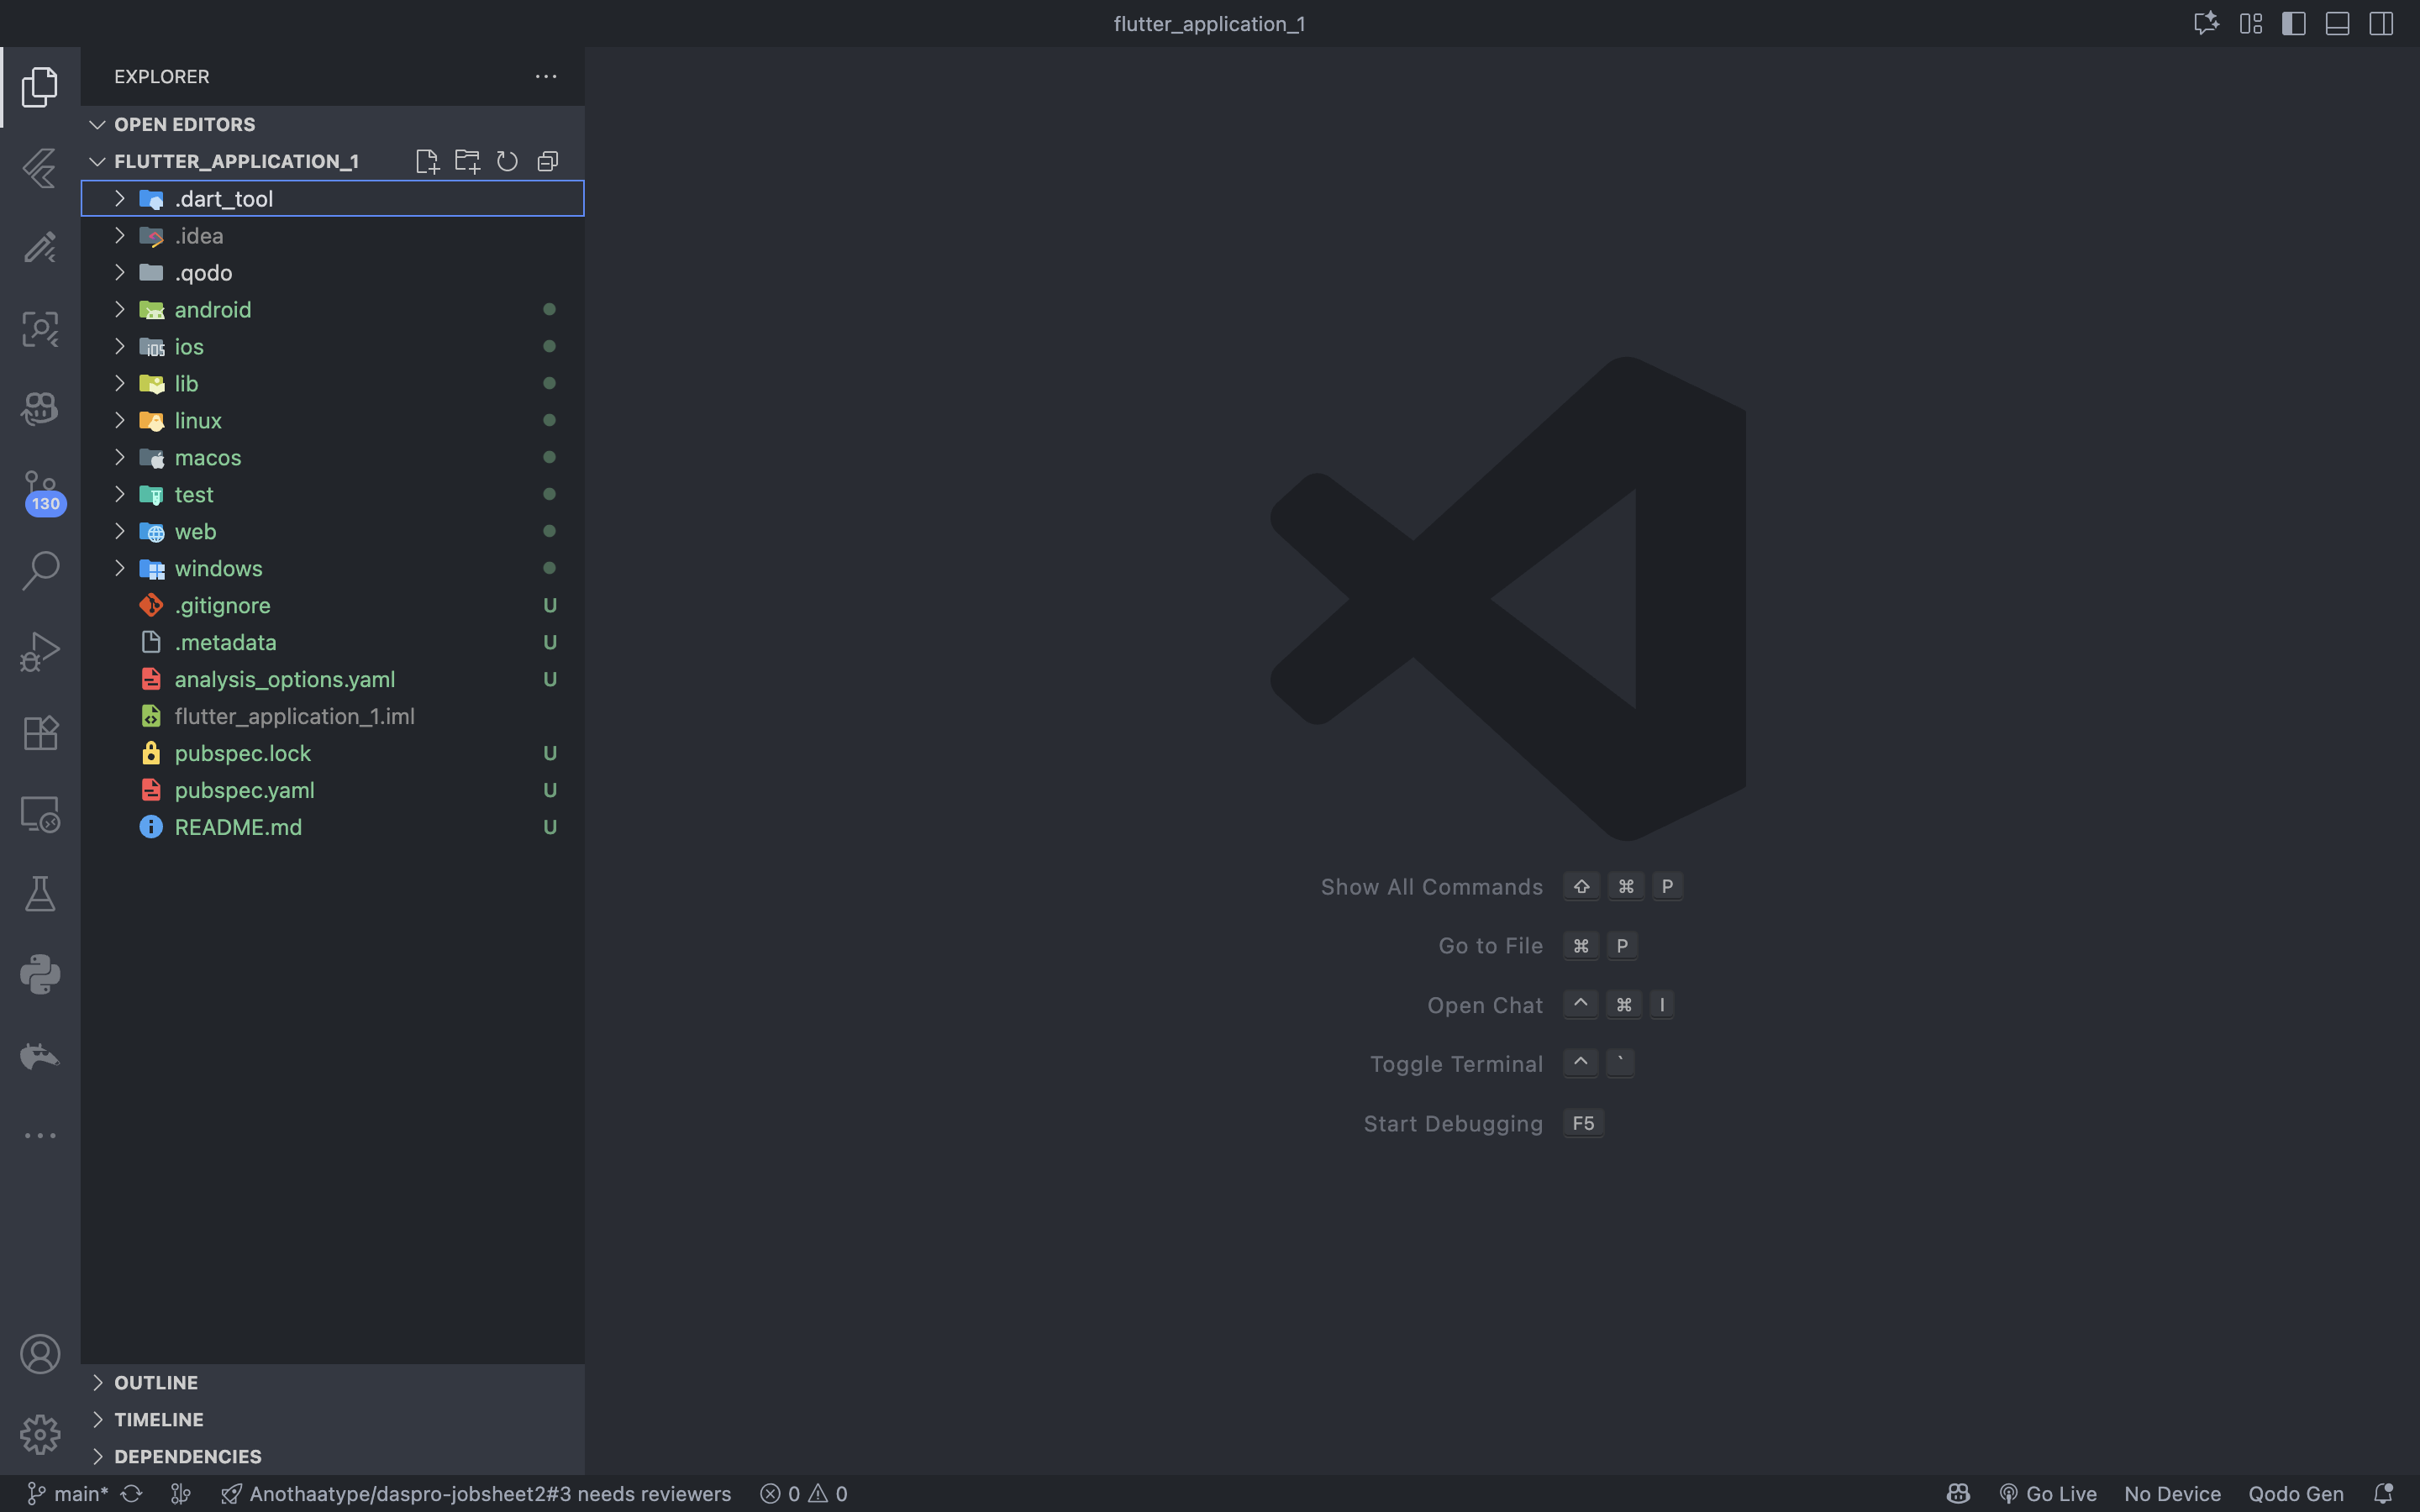 flutter_application_1
EXPLORER
OPEN EDITORS
FLUTTER_APPLICATION_1
.dart_tool
.idea
.qodo
android
ios
lib
linux
macos
test
web
windows
.gitignore U
.metadata U
analysis_options.yaml U
flutter_application_1.iml
pubspec.lock U
pubspec.yaml U
README.md U
130
Show All Commands ⇧ ⌘ P
Go to File ⌘ P
Open Chat ^ ⌘ I
Toggle Terminal ^ `
Start Debugging F5
OUTLINE
TIMELINE
DEPENDENCIES
main* Anothaatype/daspro-jobsheet2#3 needs reviewers 0 0 Go Live No Device Qodo Gen